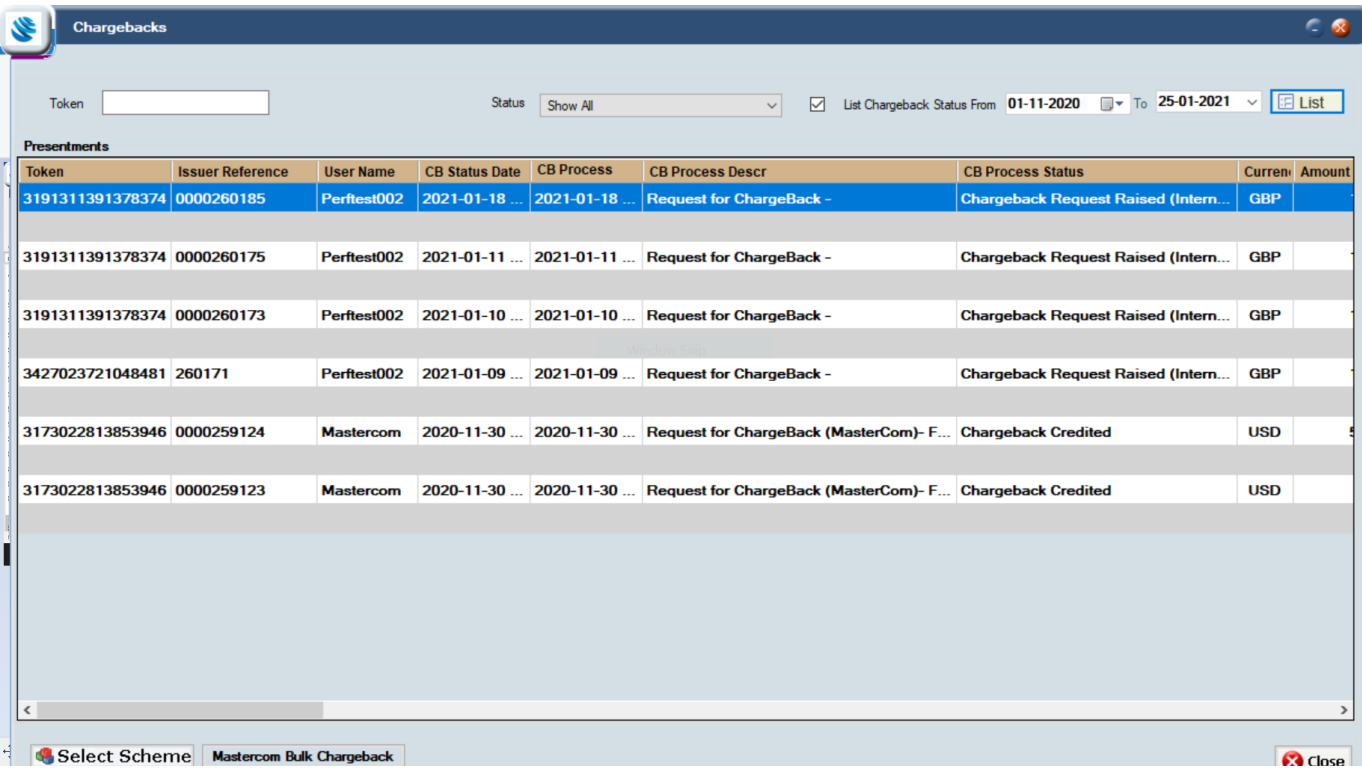 Chargebacks
Token Status Show All List Chargeback Status From 01-11-2020 To 25-01-2021 List
Presentments
Token Issuer Reference User Name CB Status Date CB Process CB Process Descr CB Process Status Curren Amount
3191311391378374 0000260185 Perftest002 2021-01-18 ... 2021-01-18 ... Request for ChargeBack - Chargeback Request Raised (Intern... GBP
3191311391378374 0000260175 Perftest002 2021-01-11 ... 2021-01-11 ... Request for ChargeBack - Chargeback Request Raised (Intern... GBP
3191311391378374 0000260173 Perftest002 2021-01-10 ... 2021-01-10 ... Request for ChargeBack - Chargeback Request Raised (Intern... GBP
Window Snip
3427023721048481 260171 Perftest002 2021-01-09 ... 2021-01-09 ... Request for ChargeBack - Chargeback Request Raised (Intern... GBP
3173022813853946 0000259124 Mastercom 2020-11-30 ... 2020-11-30 ... Request for ChargeBack (MasterCom)- F... Chargeback Credited USD
3173022813853946 0000259123 Mastercom 2020-11-30 ... 2020-11-30 ... Request for ChargeBack (MasterCom)- F... Chargeback Credited USD
Select Scheme Mastercom Bulk Chargeback Close